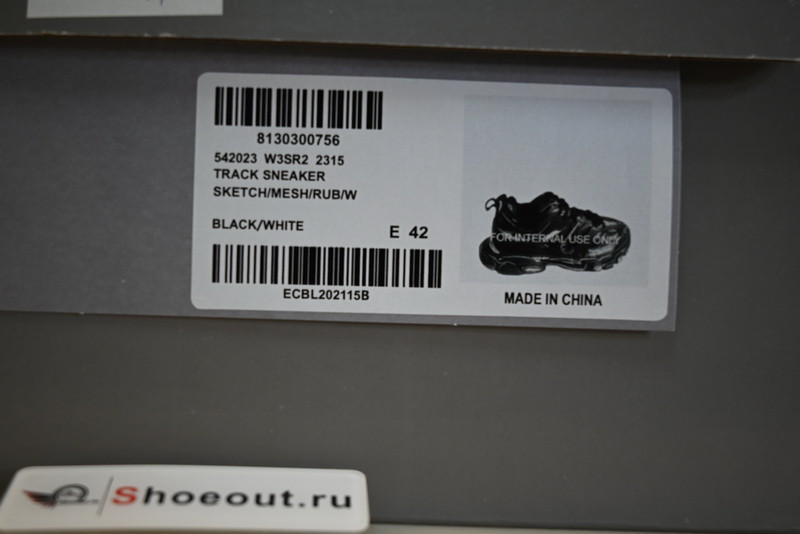 8130300756
542023 W3SR2 2315
TRACK SNEAKER
SKETCH/MESH/RUB/W
BLACK/WHITE
E 42
ECBL202115B
FOR INTERNAL USE ONLY
MADE IN CHINA
Shoeout.ru